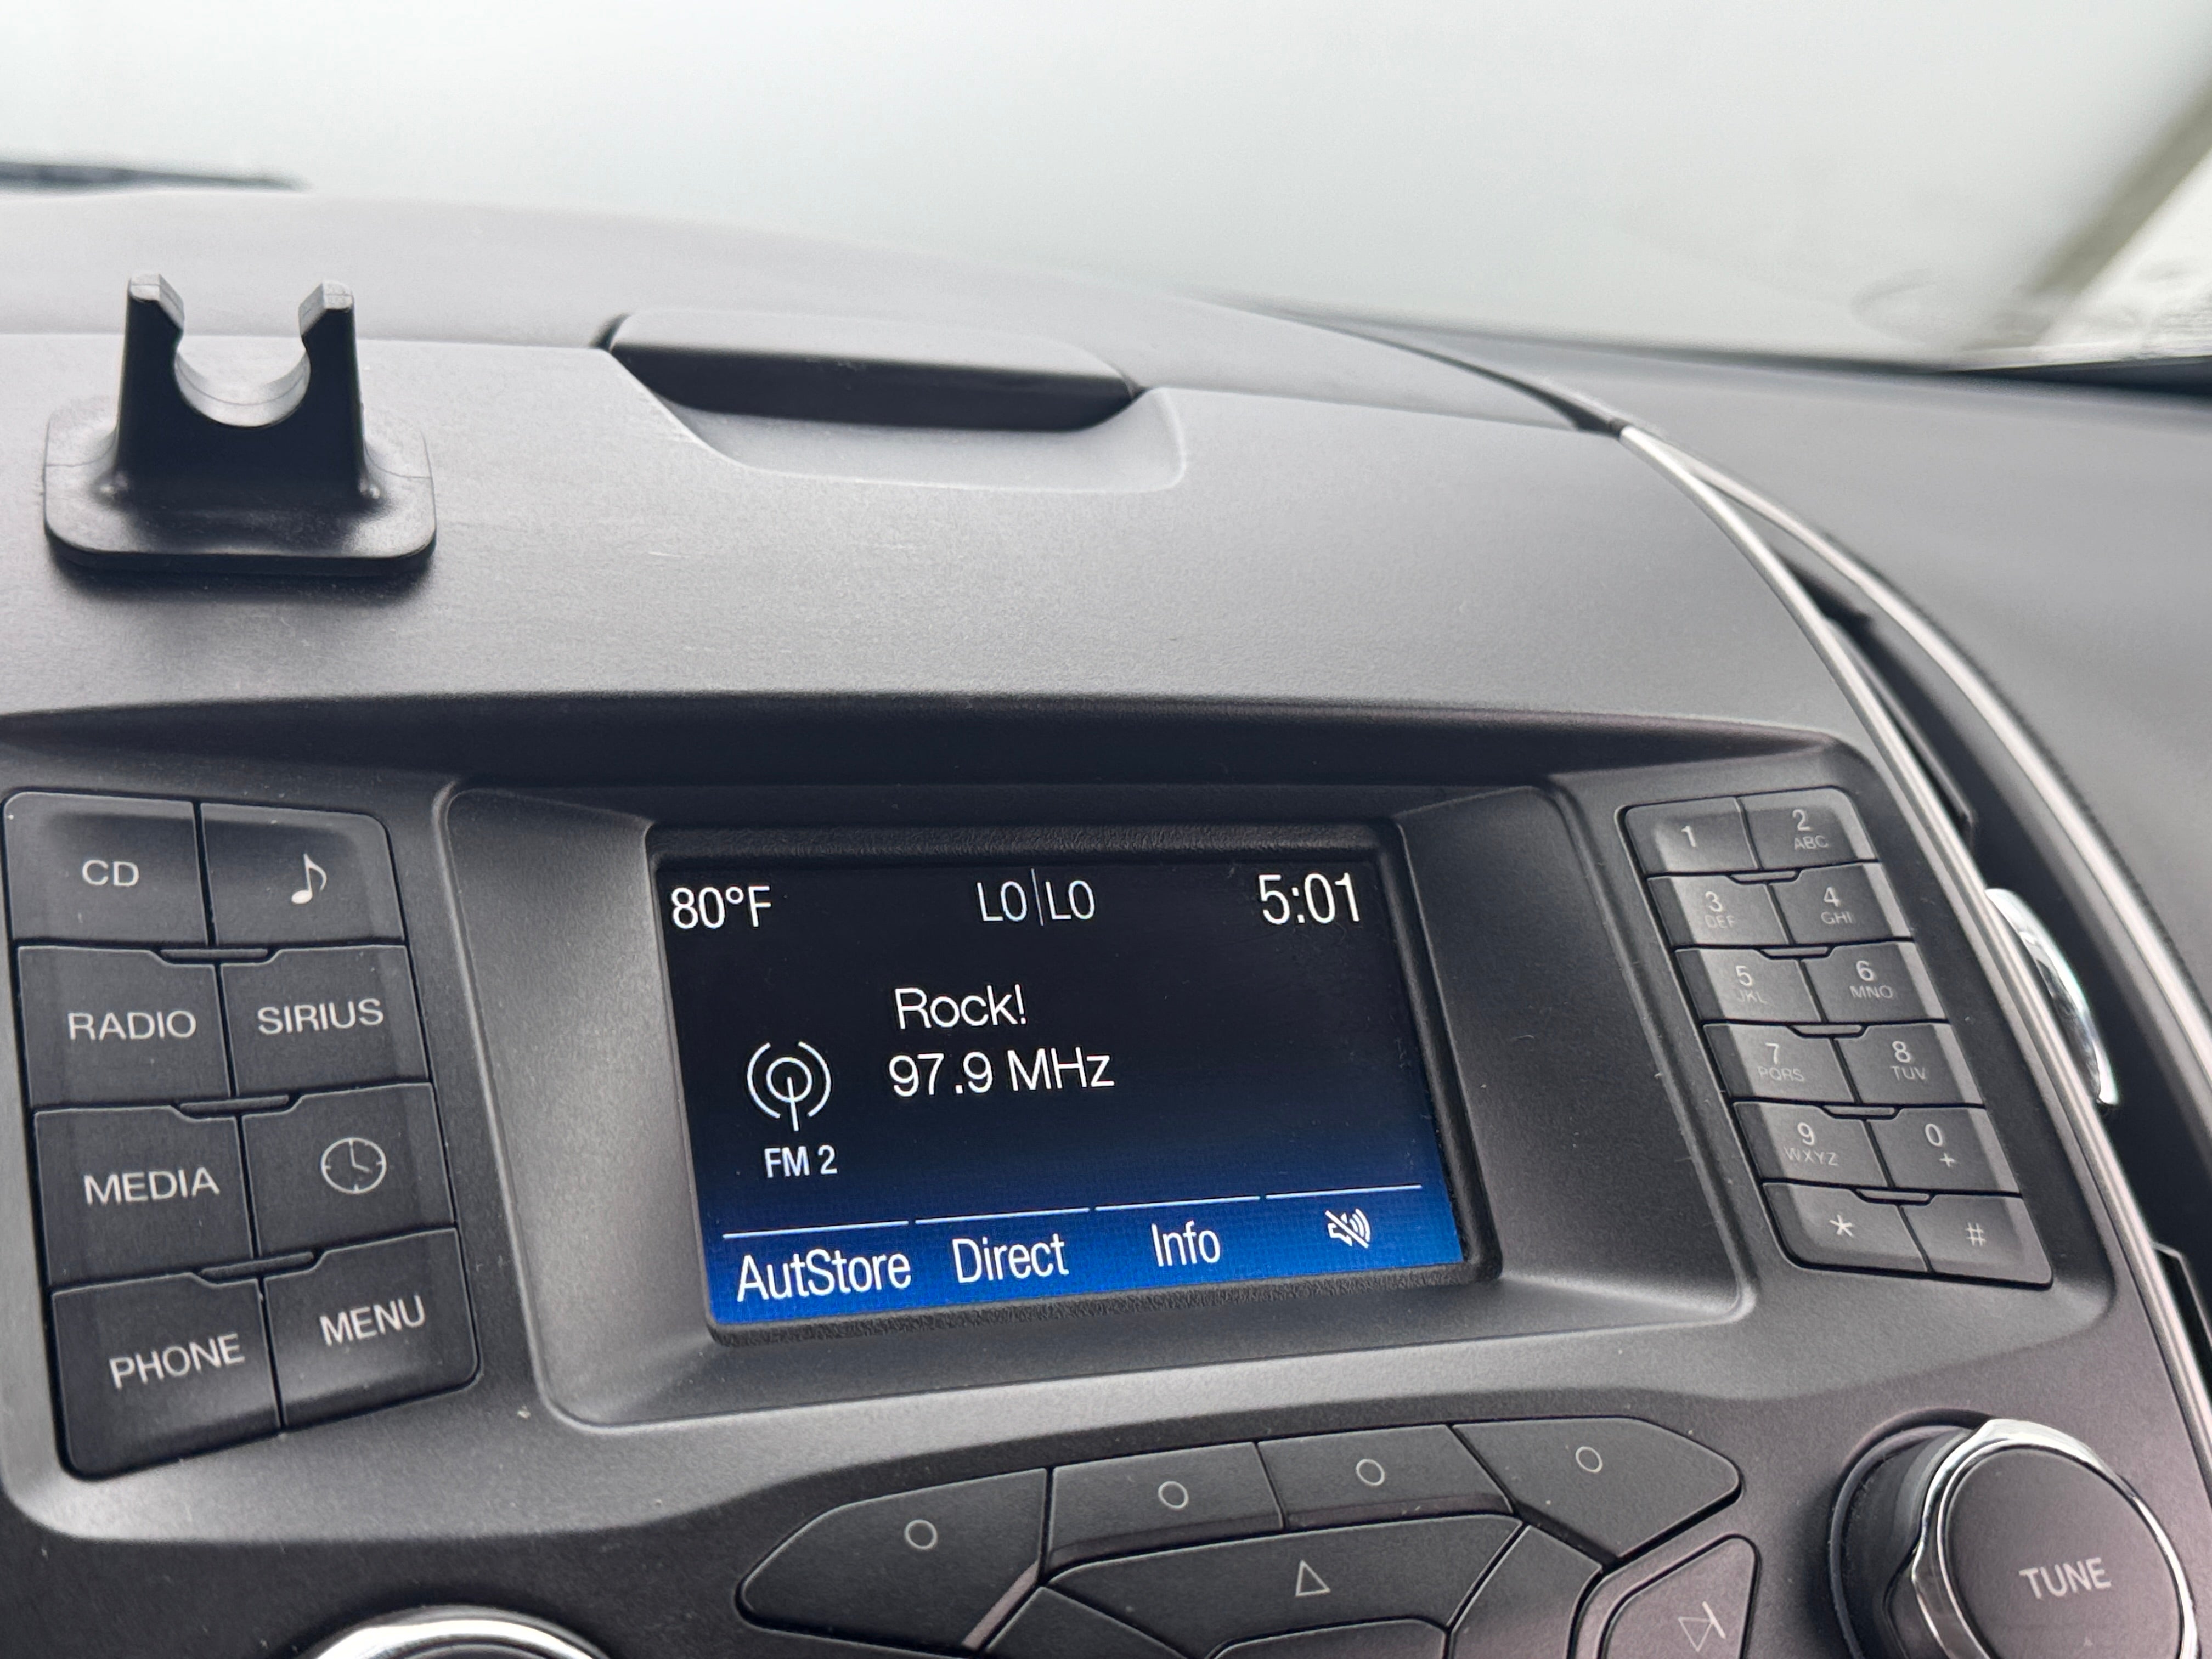 80°F LO|LO 5:01
Rock!
97.9 MHz
FM 2
AutStore Direct Info
CD
RADIO SIRIUS
MEDIA
PHONE MENU
1 2 ABC
3 DEF 4 GHI
5 JKL 6 MNO
7 PQRS 8 TUV
9 WXYZ 0 +
* #
TUNE